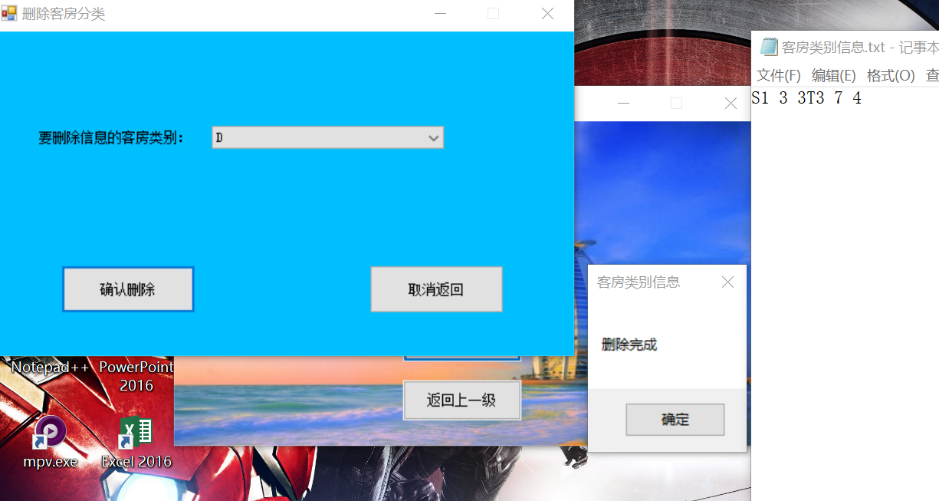 删除客房分类
要删除信息的客房类别：
D
确认删除
取消返回
返回上一级
客房类别信息
删除完成
确定
客房类别信息.txt - 记事本
文件(F) 编辑(E) 格式(O) 查
S1 3 3T3 7 4
Notepad++
PowerPoint
2016
mpv.exe
Excel 2016